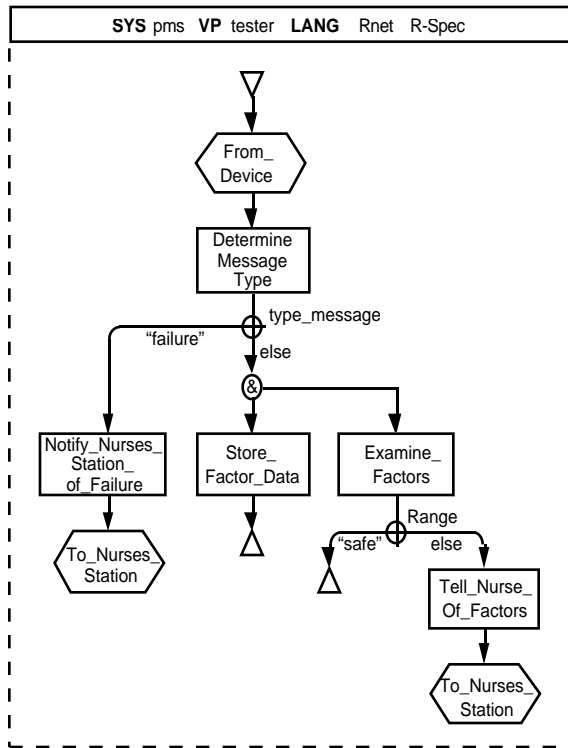 SYS pms VP tester LANG Rnet R-Spec
From_
Device
Determine
Message
Type
type_message
“failure”
else
&
Notify_Nurses_
Station_
of_Failure
Store_
Factor_Data
Examine_
Factors
Range
“safe”
else
To_Nurses_
Station
Tell_Nurse_
Of_Factors
To_Nurses_
Station